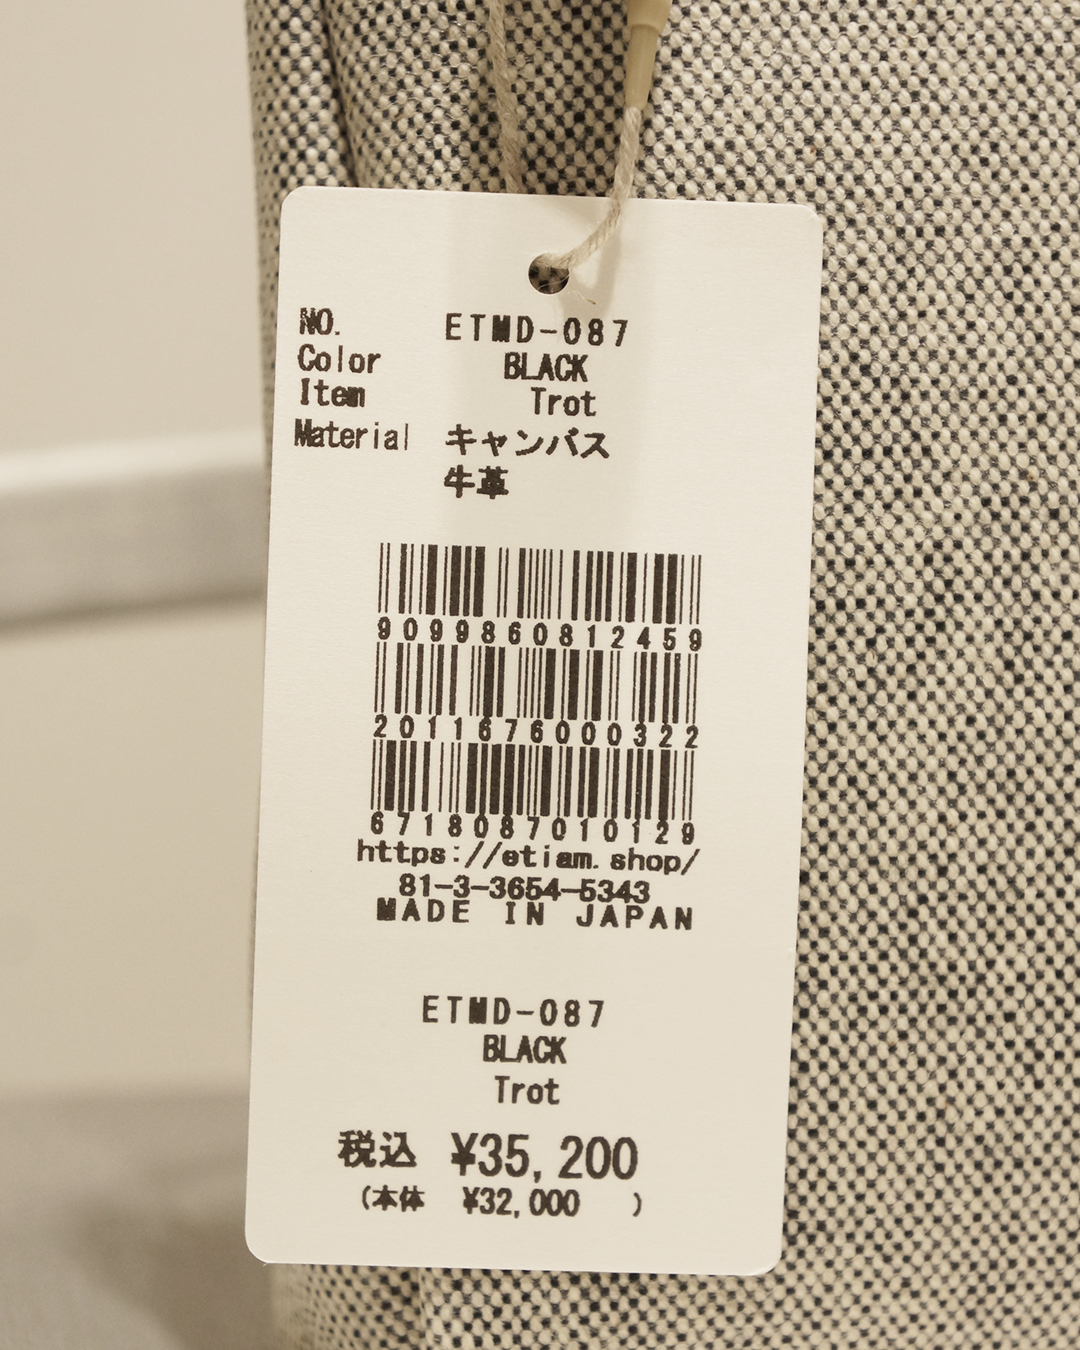 NO. ETMD-087
Color BLACK
Item Trot
Material キャンバス
牛革
9099860812459
2011676000322
6718087010129
https://etiam.shop/
81-3-3654-5343
MADE IN JAPAN
ETMD-087
BLACK
Trot
税込 ¥35,200
(本体 ¥32,000 )